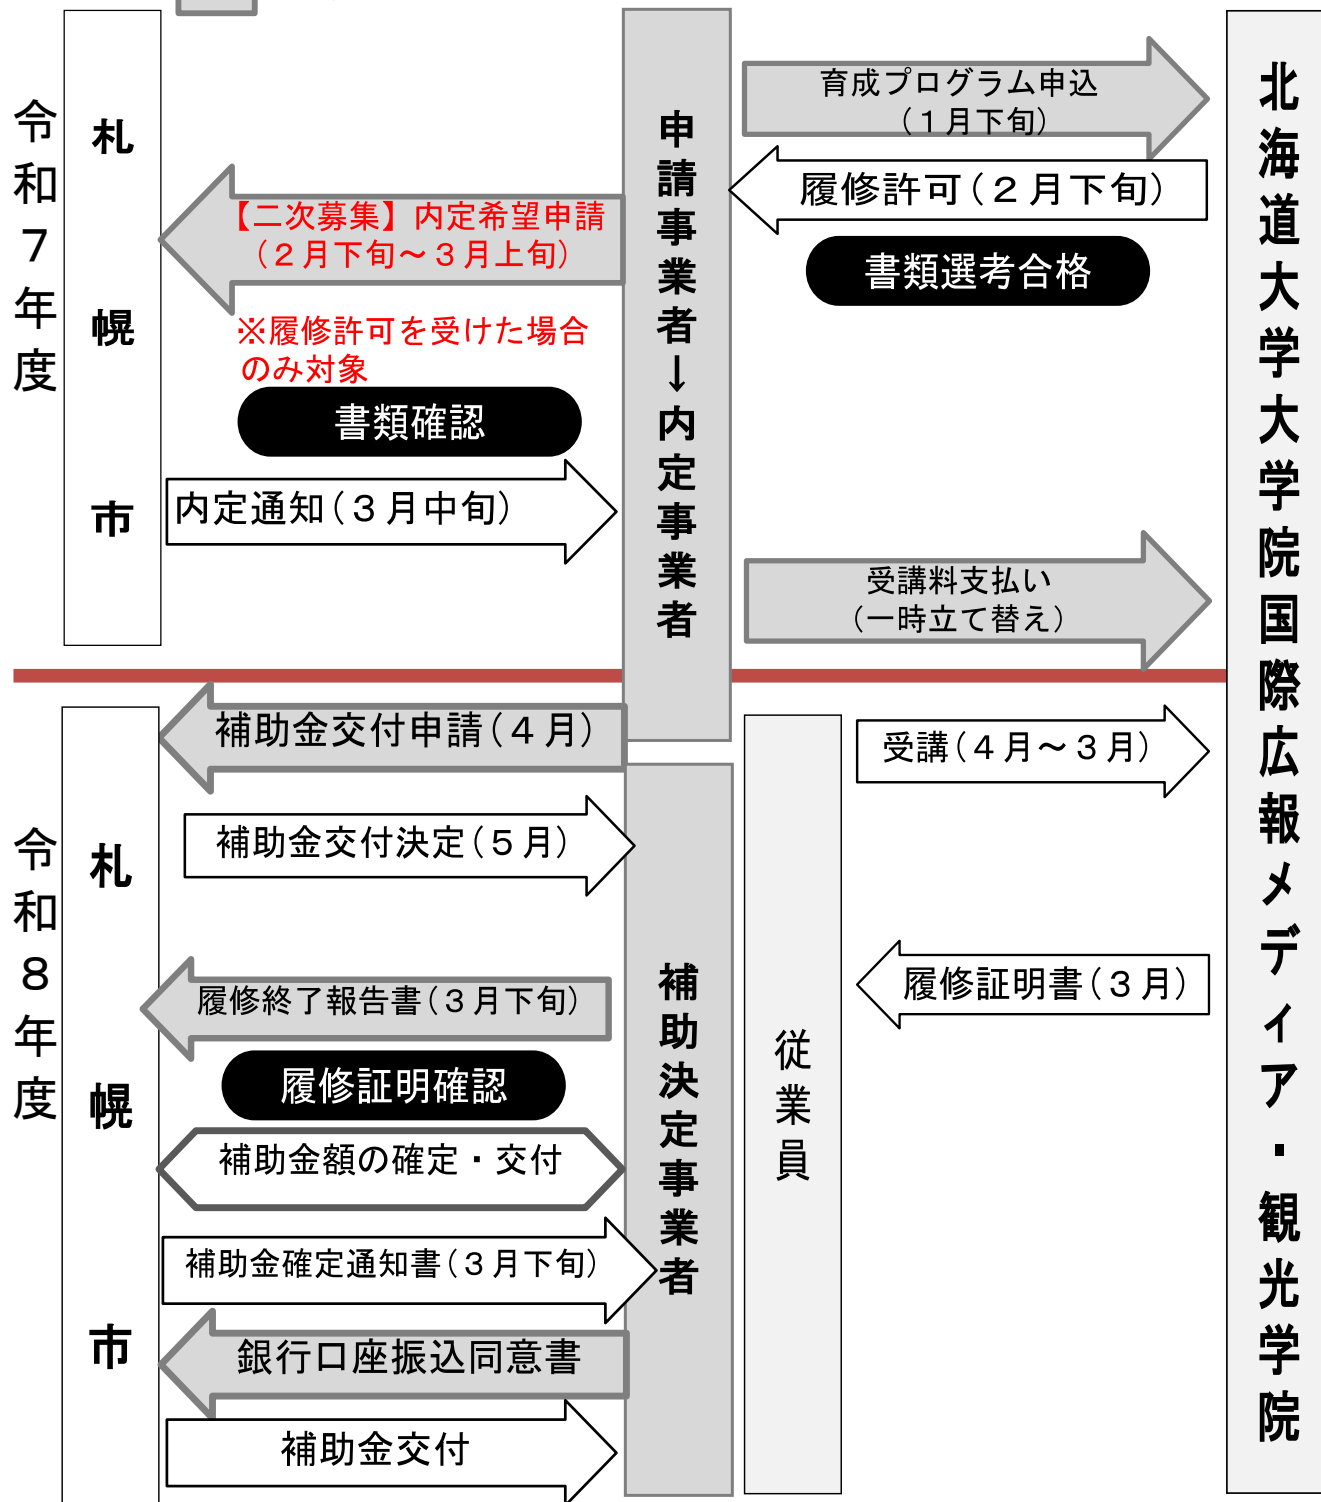 令和７年度
札幌市
申請事業者→内定事業者
北海道大学大学院国際広報メディア・観光学院
育成プログラム申込
（１月下旬）
履修許可（２月下旬）
書類選考合格
【二次募集】内定希望申請
（２月下旬～３月上旬）
※履修許可を受けた場合
のみ対象
書類確認
内定通知（３月中旬）
受講料支払い
（一時立て替え）
令和８年度
札幌市
補助決定事業者
従業員
補助金交付申請（４月）
受講（４月～３月）
補助金交付決定（５月）
履修証明書（３月）
履修終了報告書（３月下旬）
履修証明確認
補助金額の確定・交付
補助金確定通知書（３月下旬）
銀行口座振込同意書
補助金交付